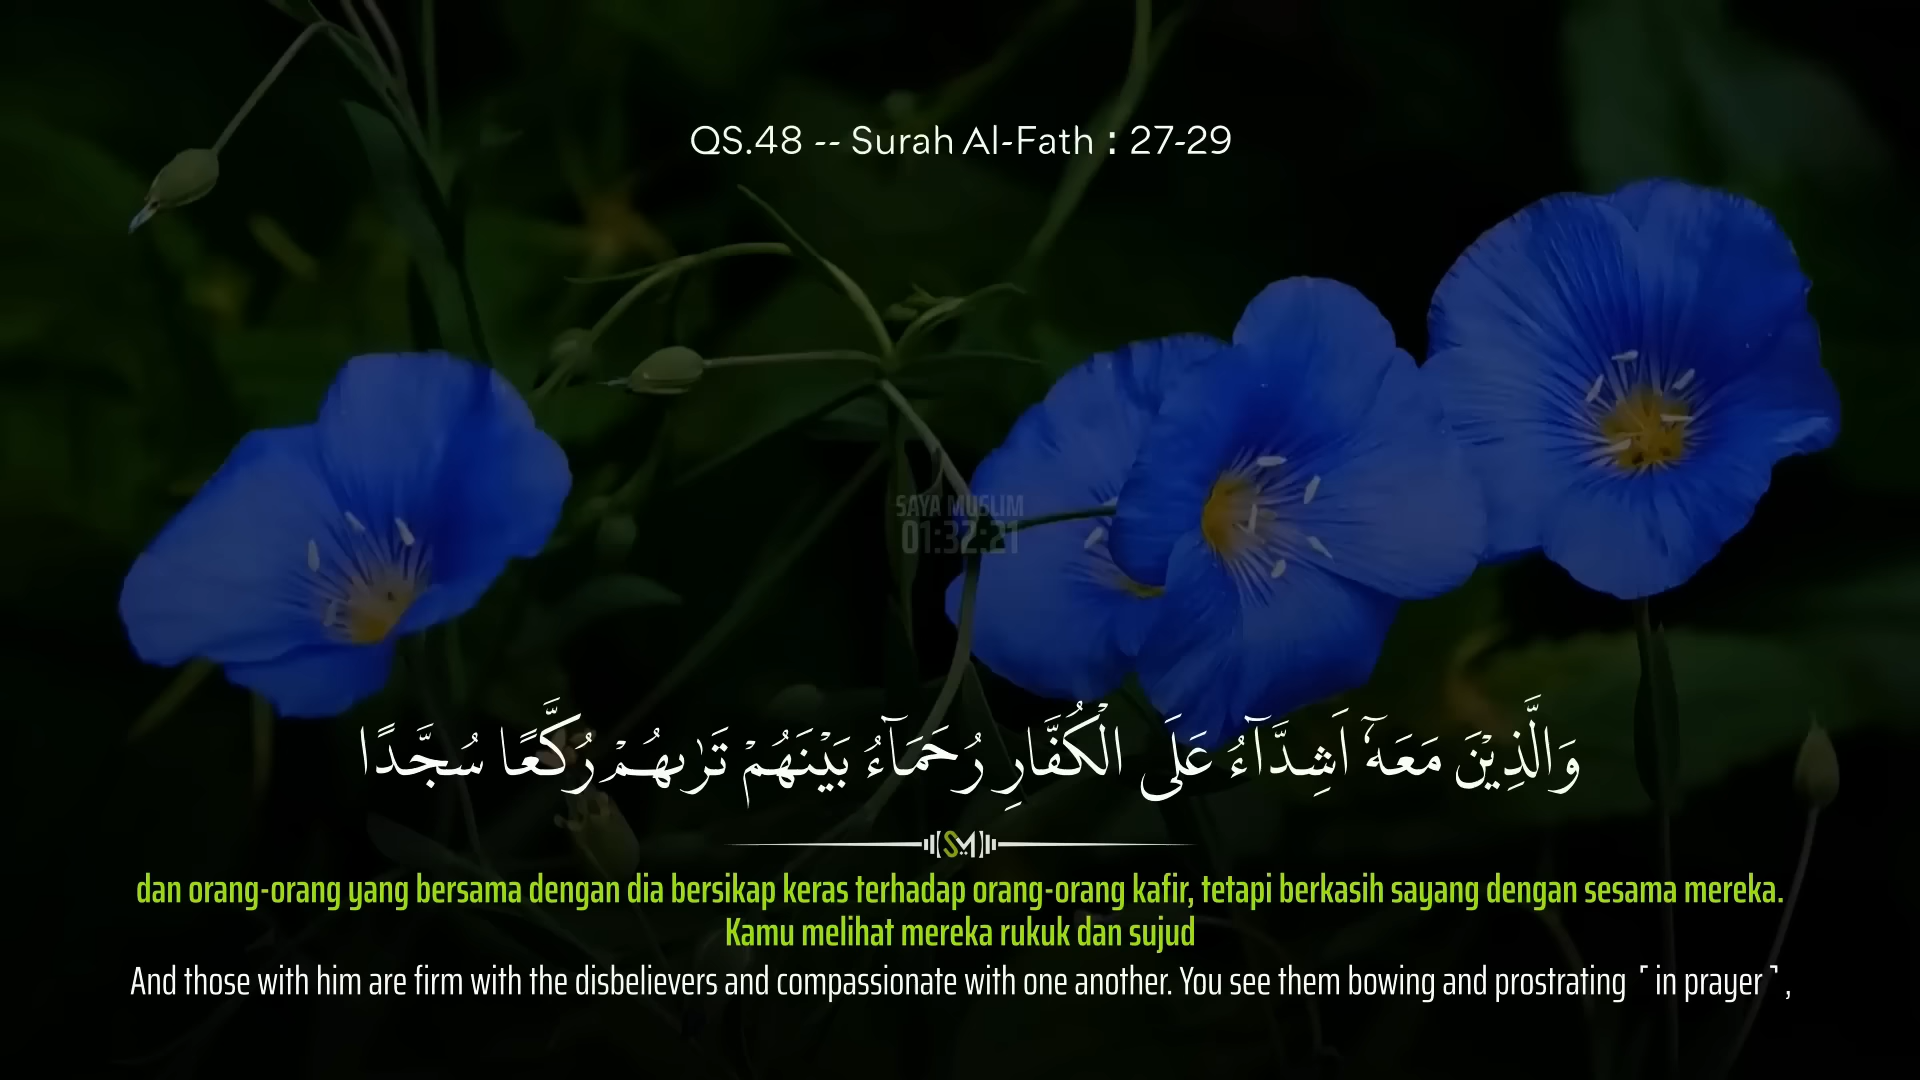 QS.48 -- Surah Al-Fath : 27-29
SAYA MUSLIM
01:32:21
وَالَّذِيْنَ مَعَهٗٓ اَشِدَّاۤءُ عَلَى الْكُفَّارِ رُحَمَاۤءُ بَيْنَهُمْ تَرٰىهُمْ رُكَّعًا سُجَّدًا
SM
dan orang-orang yang bersama dengan dia bersikap keras terhadap orang-orang kafir, tetapi berkasih sayang dengan sesama mereka.
Kamu melihat mereka rukuk dan sujud
And those with him are firm with the disbelievers and compassionate with one another. You see them bowing and prostrating ˹in prayer˺,